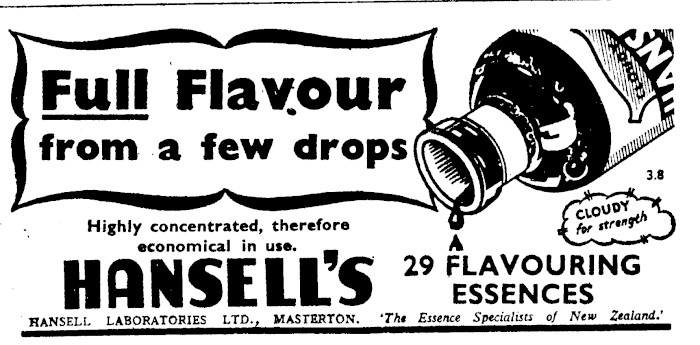 Full Flavour
from a few drops
HANS
3.8
CLOUDY
for strength
Highly concentrated, therefore
economical in use.
HANSELL'S
29 FLAVOURING
ESSENCES
HANSELL LABORATORIES LTD., MASTERTON. 'The Essence Specialists of New Zealand.'